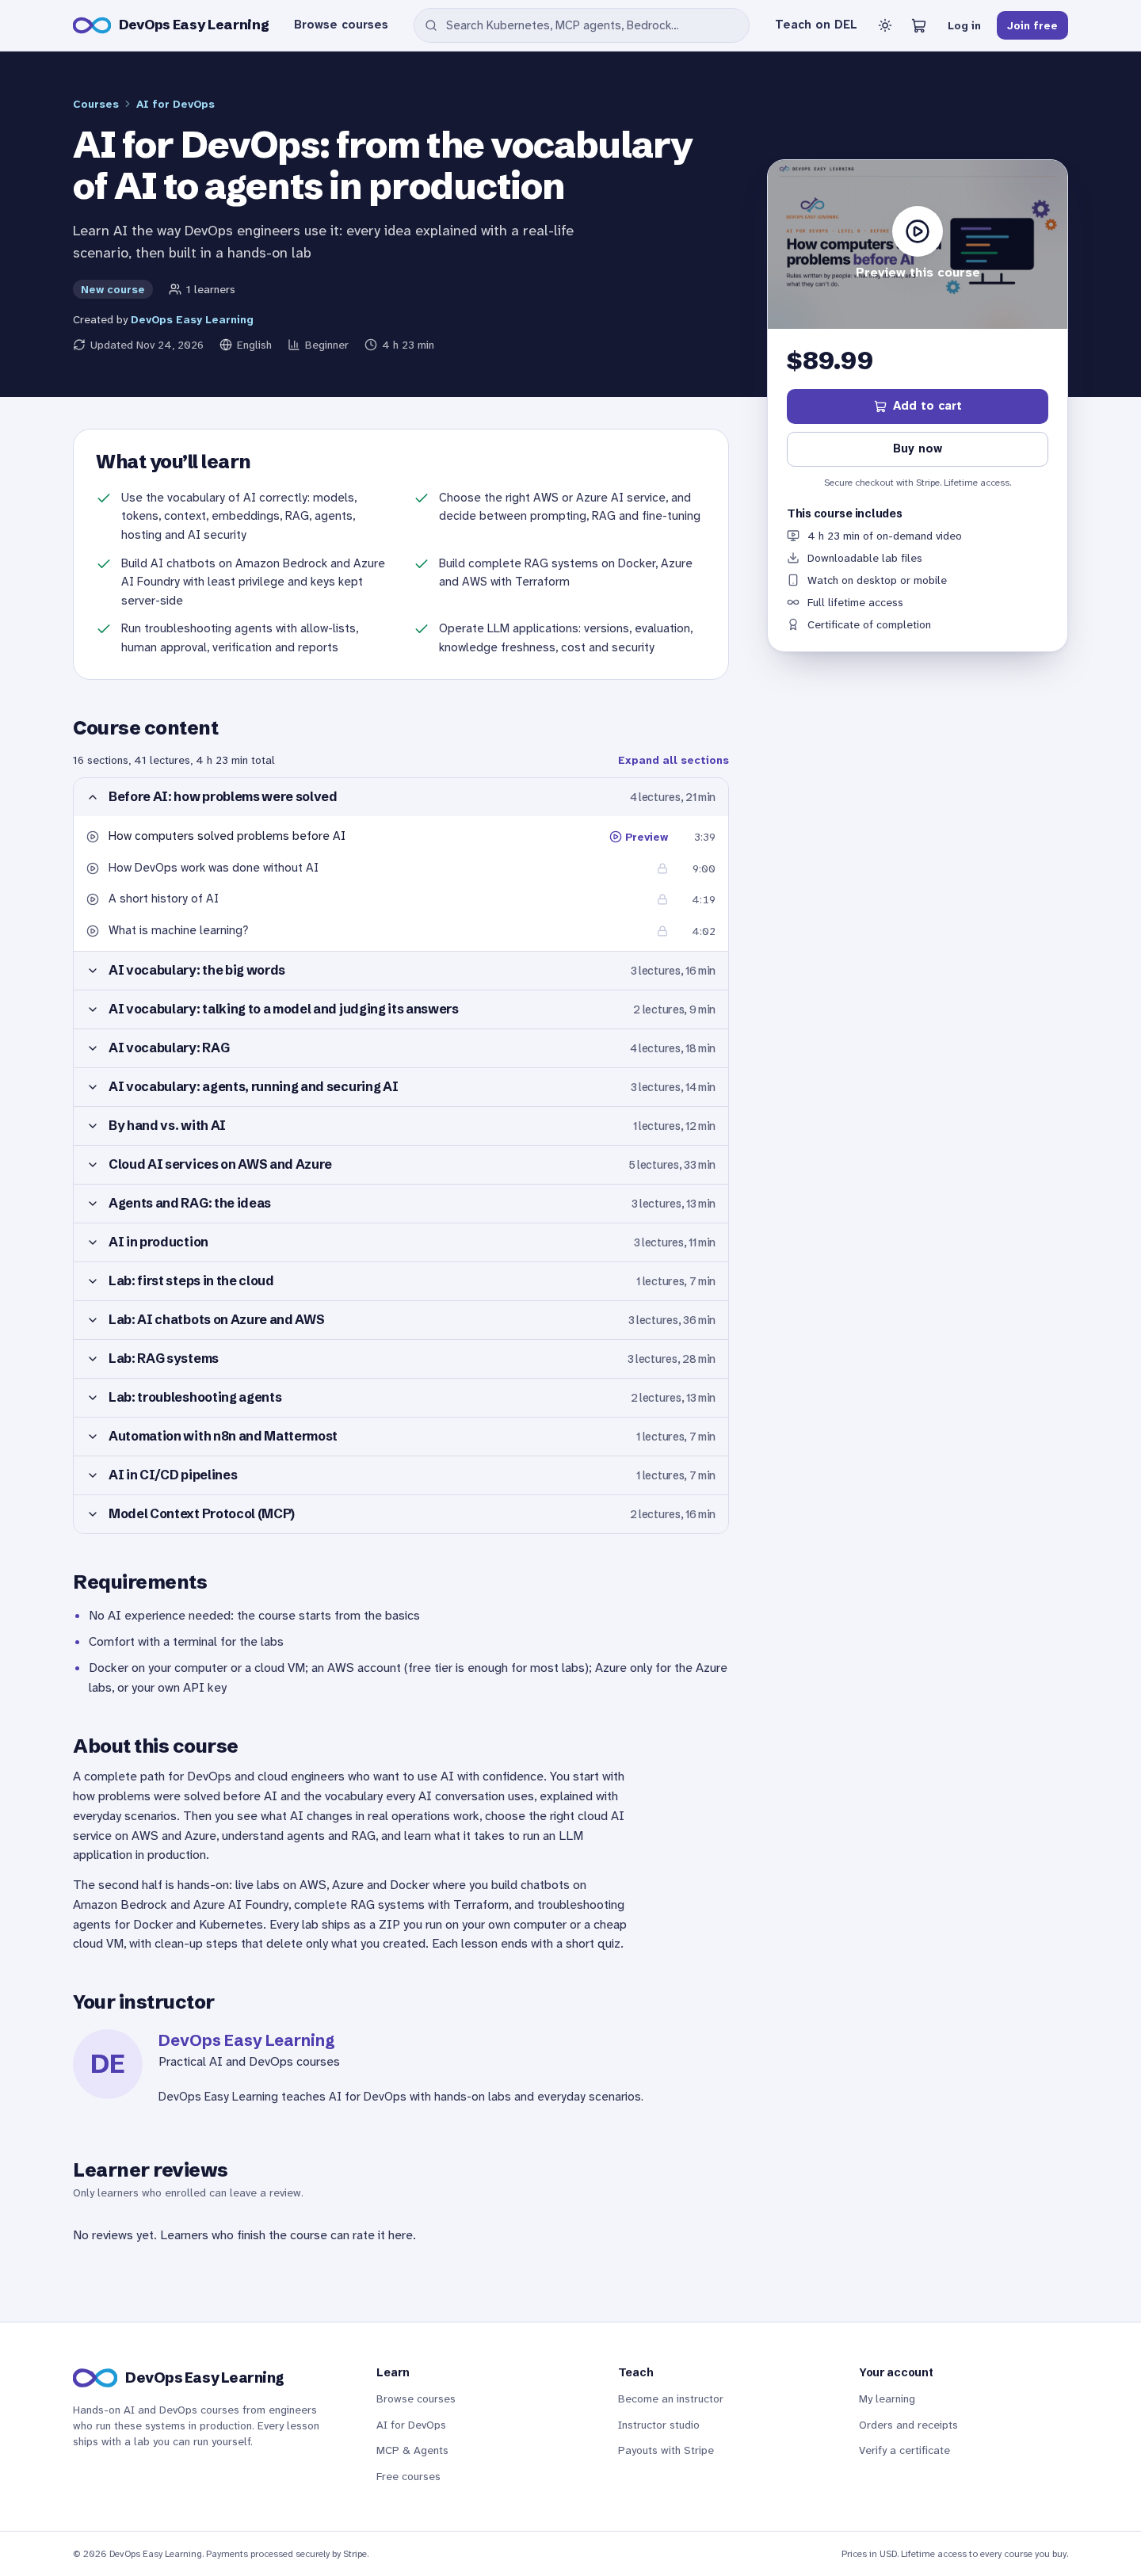 DevOps Easy Learning
Browse courses
Search Kubernetes, MCP agents, Bedrock...
Teach on DEL
Log in
Join free
Courses > AI for DevOps
AI for DevOps: from the vocabulary
of AI to agents in production
Learn AI the way DevOps engineers use it: every idea explained with a real-life
scenario, then built in a hands-on lab
New course
1 learners
Created by DevOps Easy Learning
Updated Nov 24, 2026
English
Beginner
4 h 23 min
DEVOPS EASY LEARNING
How computers
problems before AI
Preview this course
$89.99
Add to cart
Buy now
Secure checkout with Stripe. Lifetime access.
This course includes
4 h 23 min of on-demand video
Downloadable lab files
Watch on desktop or mobile
Full lifetime access
Certificate of completion
What you’ll learn
Use the vocabulary of AI correctly: models,
tokens, context, embeddings, RAG, agents,
hosting and AI security
Choose the right AWS or Azure AI service, and
decide between prompting, RAG and fine-tuning
Build AI chatbots on Amazon Bedrock and Azure
AI Foundry with least privilege and keys kept
server-side
Build complete RAG systems on Docker, Azure
and AWS with Terraform
Run troubleshooting agents with allow-lists,
human approval, verification and reports
Operate LLM applications: versions, evaluation,
knowledge freshness, cost and security
Course content
16 sections, 41 lectures, 4 h 23 min total
Expand all sections
Before AI: how problems were solved
4 lectures, 21 min
How computers solved problems before AI
Preview
3:39
How DevOps work was done without AI
9:00
A short history of AI
4:19
What is machine learning?
4:02
AI vocabulary: the big words
3 lectures, 16 min
AI vocabulary: talking to a model and judging its answers
2 lectures, 9 min
AI vocabulary: RAG
4 lectures, 18 min
AI vocabulary: agents, running and securing AI
3 lectures, 14 min
By hand vs. with AI
1 lectures, 12 min
Cloud AI services on AWS and Azure
5 lectures, 33 min
Agents and RAG: the ideas
3 lectures, 13 min
AI in production
3 lectures, 11 min
Lab: first steps in the cloud
1 lectures, 7 min
Lab: AI chatbots on Azure and AWS
3 lectures, 36 min
Lab: RAG systems
3 lectures, 28 min
Lab: troubleshooting agents
2 lectures, 13 min
Automation with n8n and Mattermost
1 lectures, 7 min
AI in CI/CD pipelines
1 lectures, 7 min
Model Context Protocol (MCP)
2 lectures, 16 min
Requirements
No AI experience needed: the course starts from the basics
Comfort with a terminal for the labs
Docker on your computer or a cloud VM; an AWS account (free tier is enough for most labs); Azure only for the Azure
labs, or your own API key
About this course
A complete path for DevOps and cloud engineers who want to use AI with confidence. You start with
how problems were solved before AI and the vocabulary every AI conversation uses, explained with
everyday scenarios. Then you see what AI changes in real operations work, choose the right cloud AI
service on AWS and Azure, understand agents and RAG, and learn what it takes to run an LLM
application in production.
The second half is hands-on: live labs on AWS, Azure and Docker where you build chatbots on
Amazon Bedrock and Azure AI Foundry, complete RAG systems with Terraform, and troubleshooting
agents for Docker and Kubernetes. Every lab ships as a ZIP you run on your own computer or a cheap
cloud VM, with clean-up steps that delete only what you created. Each lesson ends with a short quiz.
Your instructor
DE
DevOps Easy Learning
Practical AI and DevOps courses
DevOps Easy Learning teaches AI for DevOps with hands-on labs and everyday scenarios.
Learner reviews
Only learners who enrolled can leave a review.
No reviews yet. Learners who finish the course can rate it here.
DevOps Easy Learning
Hands-on AI and DevOps courses from engineers
who run these systems in production. Every lesson
ships with a lab you can run yourself.
Learn
Browse courses
AI for DevOps
MCP & Agents
Free courses
Teach
Become an instructor
Instructor studio
Payouts with Stripe
Your account
My learning
Orders and receipts
Verify a certificate
© 2026 DevOps Easy Learning. Payments processed securely by Stripe.
Prices in USD. Lifetime access to every course you buy.